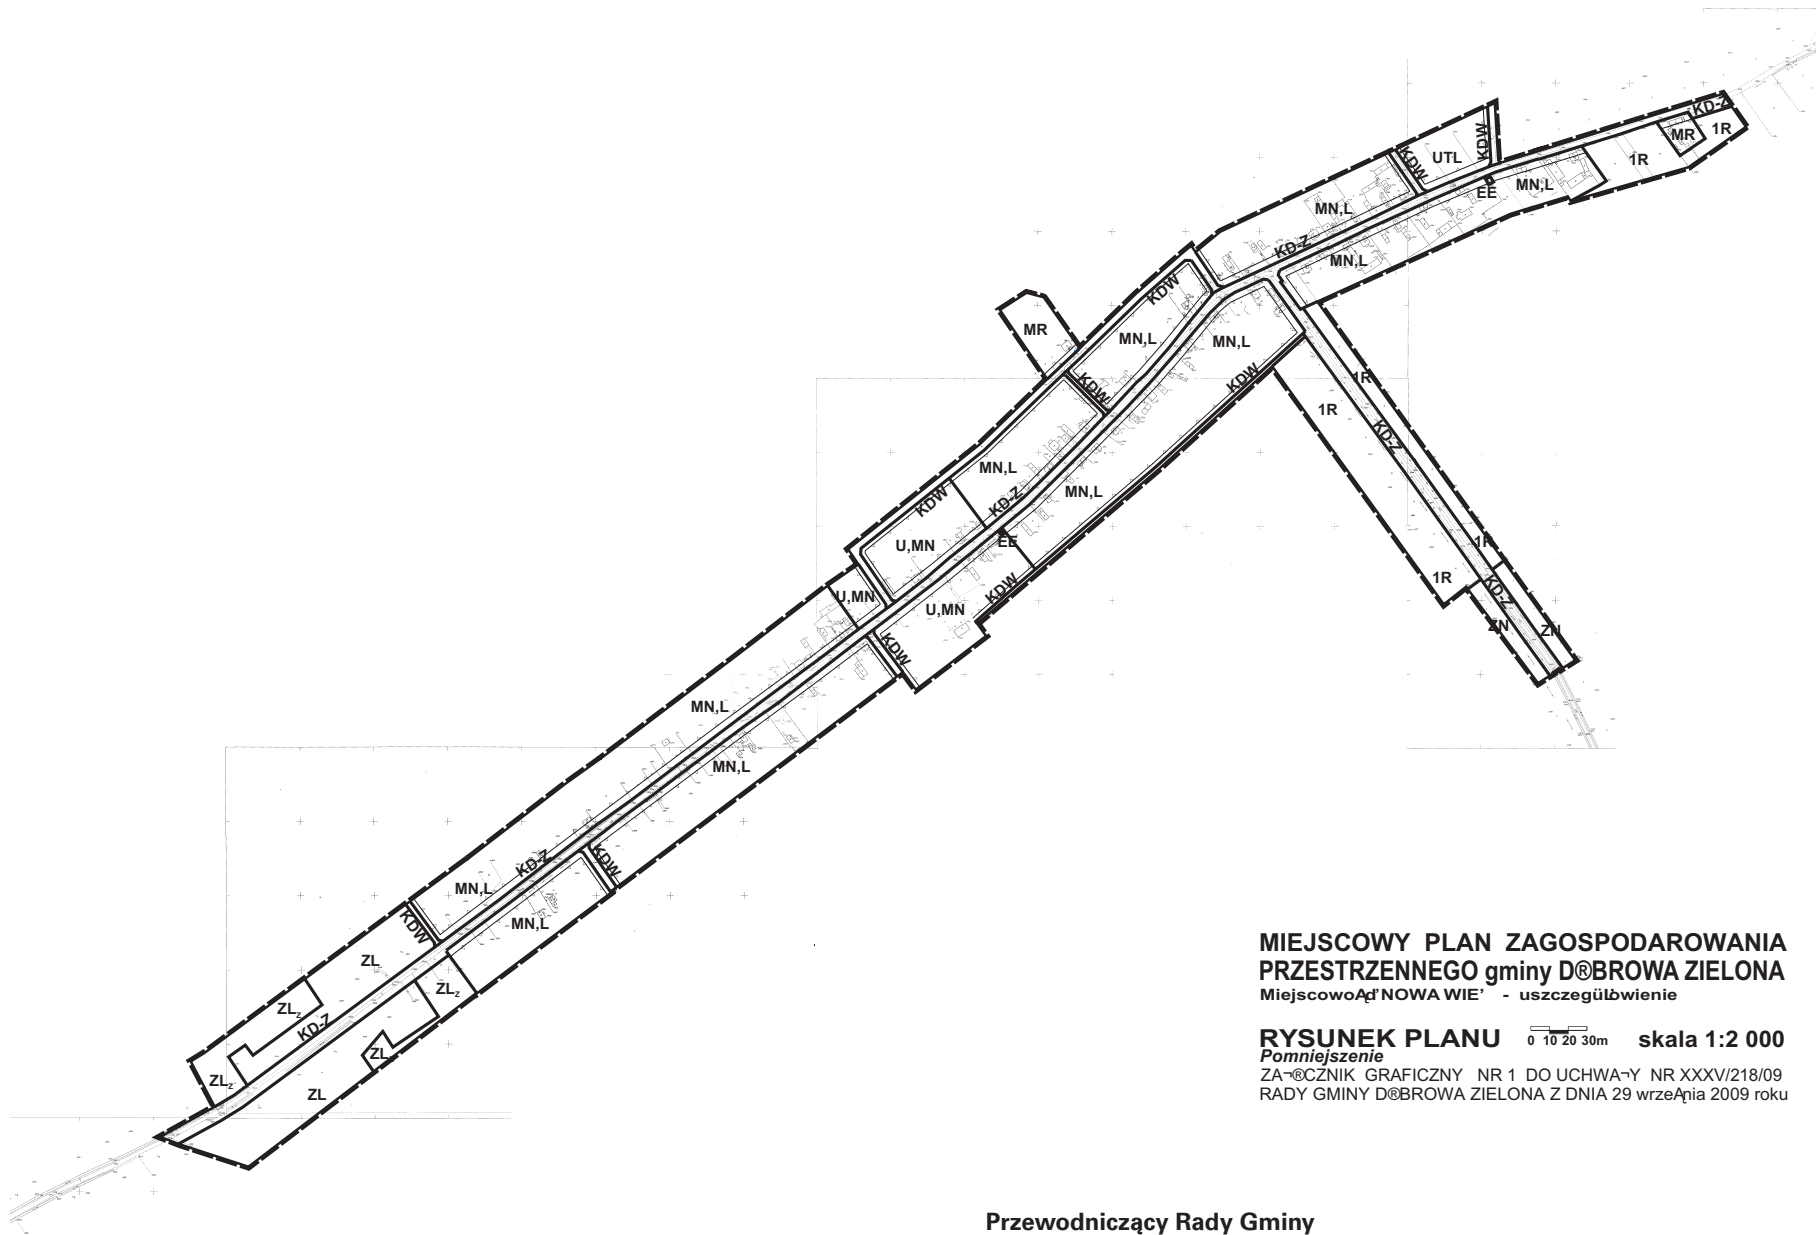 KD-Z
KDW
MR
1R
UTL
KDW
1R
KDW
EE
MN,L
MN,L
KD-Z
MN,L
KDW
MR
MN,L
MN,L
KDW
KDW
1R
1R
KD-Z
MN,L
KDW
KD-Z
MN,L
EE
U,MN
1R
1R
KDW
KD-Z
U,MN
U,MN
ZN
ZN
KDW
MN,L
MN,L
KD-Z
KDW
MN,L
MN,L
KDW
ZL
ZLz
ZLz
KD-Z
ZL
ZLz
ZL
MIEJSCOWY PLAN ZAGOSPODAROWANIA
PRZESTRZENNEGO gminy D®BROWA ZIELONA
NOWA WIE’ - uszczegü
RYSUNEK PLANU 0 10 20 30m skala 1:2 000
Pomniejszenie
ZA¬®CZNIK GRAFICZNY NR 1 DO UCHWA¬Y NR XXXV/218/09
RADY GMINY D®BROWA ZIELONA Z DNIA 29 wrzeĄnia 2009 roku
Przewodniczący Rady Gminy